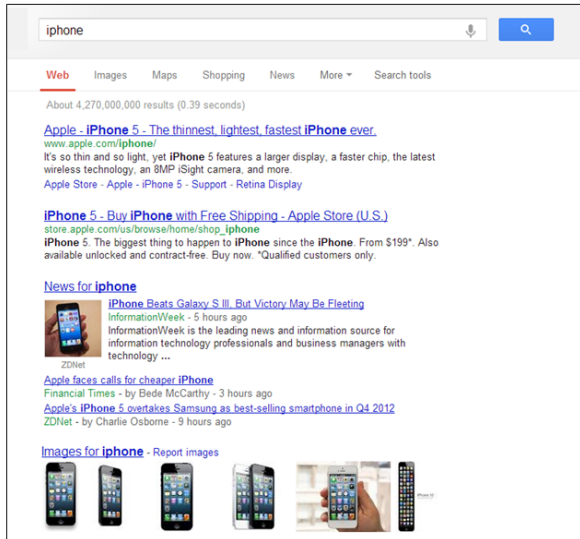 iphone
Web Images Maps Shopping News More Search tools
About 4,270,000,000 results (0.39 seconds)
Apple - iPhone 5 - The thinnest, lightest, fastest iPhone ever.
www.apple.com/iphone/
It's so thin and so light, yet iPhone 5 features a larger display, a faster chip, the latest
wireless technology, an 8MP iSight camera, and more.
Apple Store - Apple - iPhone 5 - Support - Retina Display
iPhone 5 - Buy iPhone with Free Shipping - Apple Store (U.S.)
store.apple.com/us/browse/home/shop_iphone
iPhone 5. The biggest thing to happen to iPhone since the iPhone. From $199*. Also
available unlocked and contract-free. Buy now. *Qualified customers only.
News for iphone
iPhone Beats Galaxy S III, But Victory May Be Fleeting
InformationWeek - 5 hours ago
InformationWeek is the leading news and information source for
information technology professionals and business managers with
technology ...
ZDNet
Apple faces calls for cheaper iPhone
Financial Times - by Bede McCarthy - 3 hours ago
Apple's iPhone 5 overtakes Samsung as best-selling smartphone in Q4 2012
ZDNet - by Charlie Osborne - 9 hours ago
Images for iphone - Report images